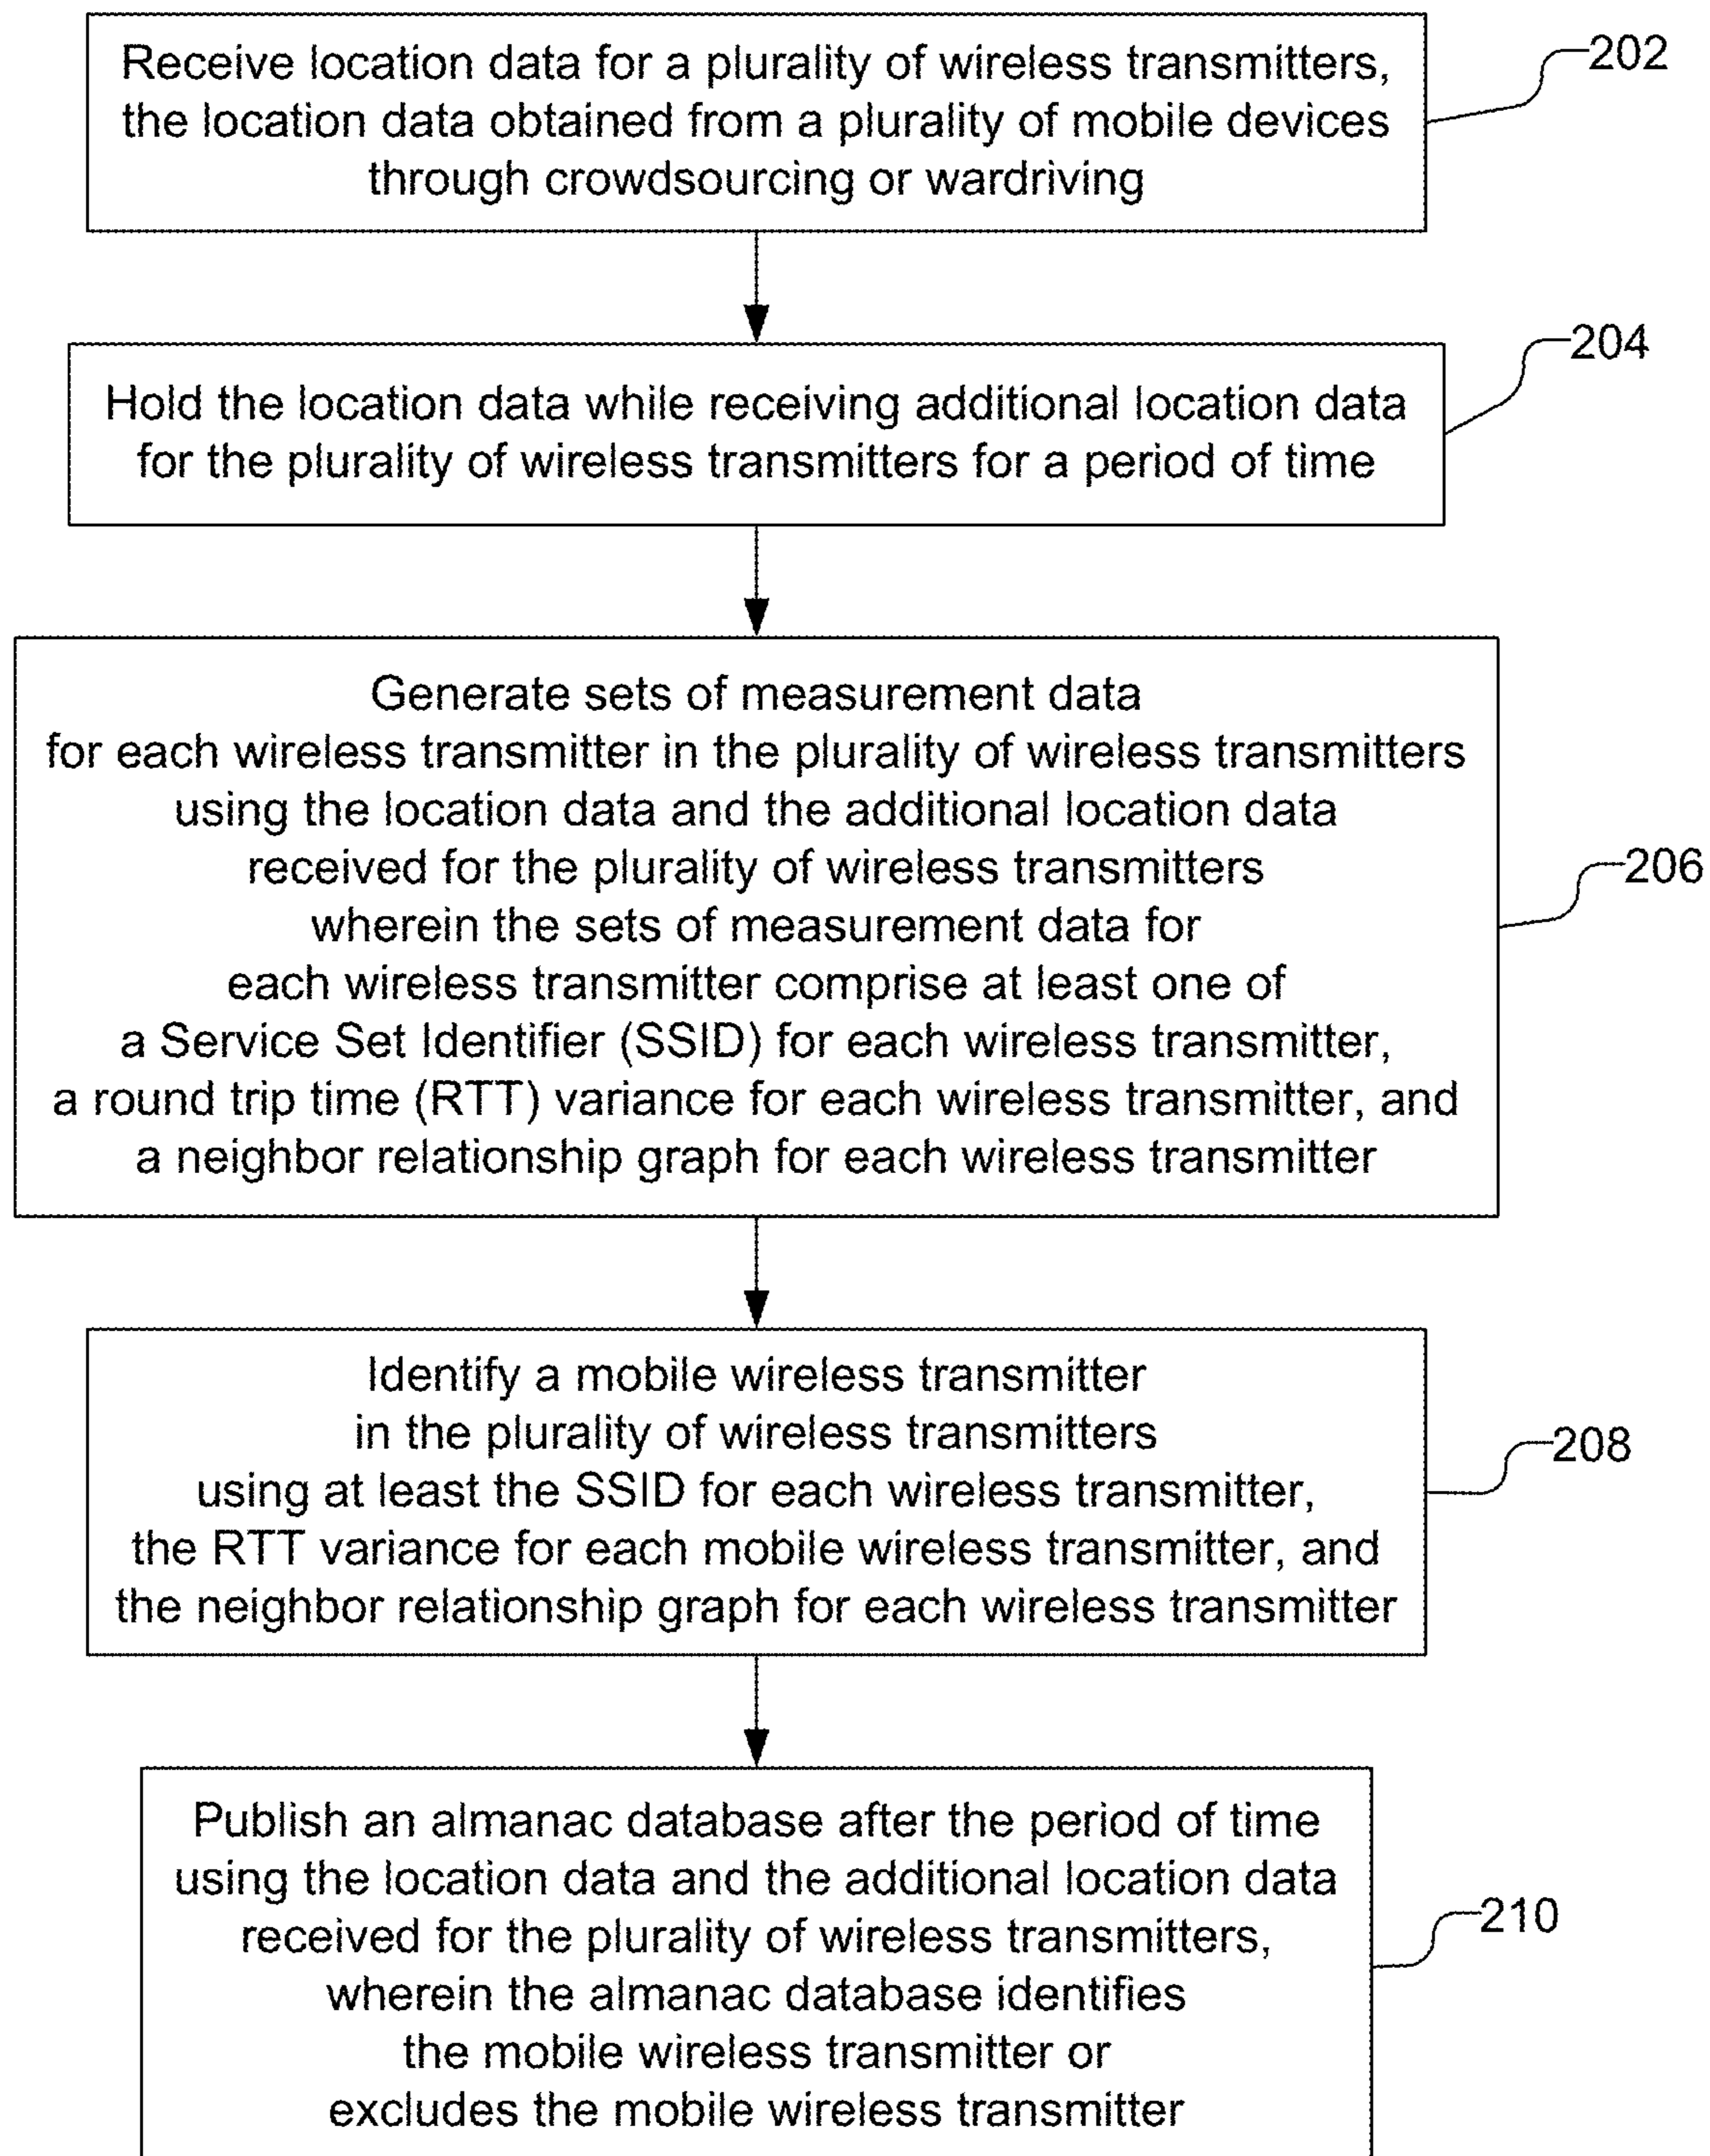 Receive location data for a plurality of wireless transmitters,
the location data obtained from a plurality of mobile devices
through crowdsourcing or wardriving
202
Hold the location data while receiving additional location data
for the plurality of wireless transmitters for a period of time
204
Generate sets of measurement data
for each wireless transmitter in the plurality of wireless transmitters
using the location data and the additional location data
received for the plurality of wireless transmitters
wherein the sets of measurement data for
each wireless transmitter comprise at least one of
a Service Set Identifier (SSID) for each wireless transmitter,
a round trip time (RTT) variance for each wireless transmitter, and
a neighbor relationship graph for each wireless transmitter
206
Identify a mobile wireless transmitter
in the plurality of wireless transmitters
using at least the SSID for each wireless transmitter,
the RTT variance for each mobile wireless transmitter, and
the neighbor relationship graph for each wireless transmitter
208
Publish an almanac database after the period of time
using the location data and the additional location data
received for the plurality of wireless transmitters,
wherein the almanac database identifies
the mobile wireless transmitter or
excludes the mobile wireless transmitter
210